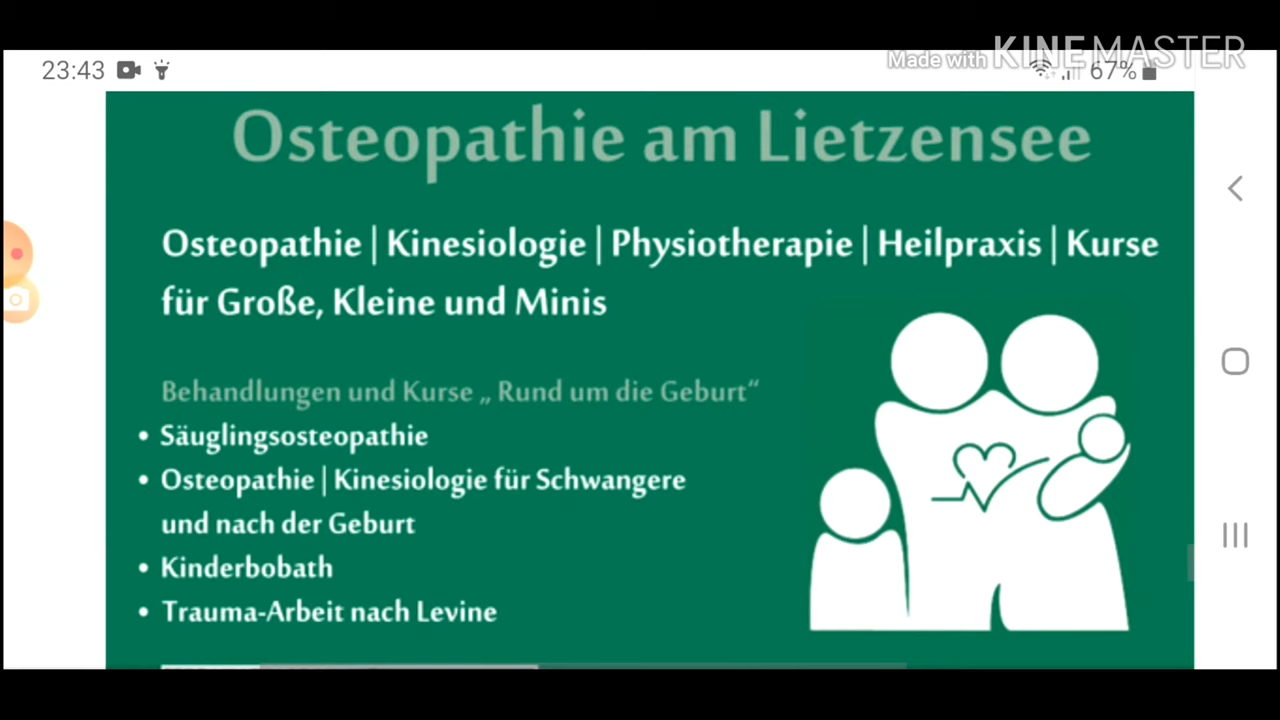 Made with KINEMASTER
23:43
67%
Osteopathie am Lietzensee
Osteopathie | Kinesiologie | Physiotherapie | Heilpraxis | Kurse
für Große, Kleine und Minis
Behandlungen und Kurse „ Rund um die Geburt“
• Säuglingsosteopathie
• Osteopathie | Kinesiologie für Schwangere
und nach der Geburt
• Kinderbobath
• Trauma-Arbeit nach Levine